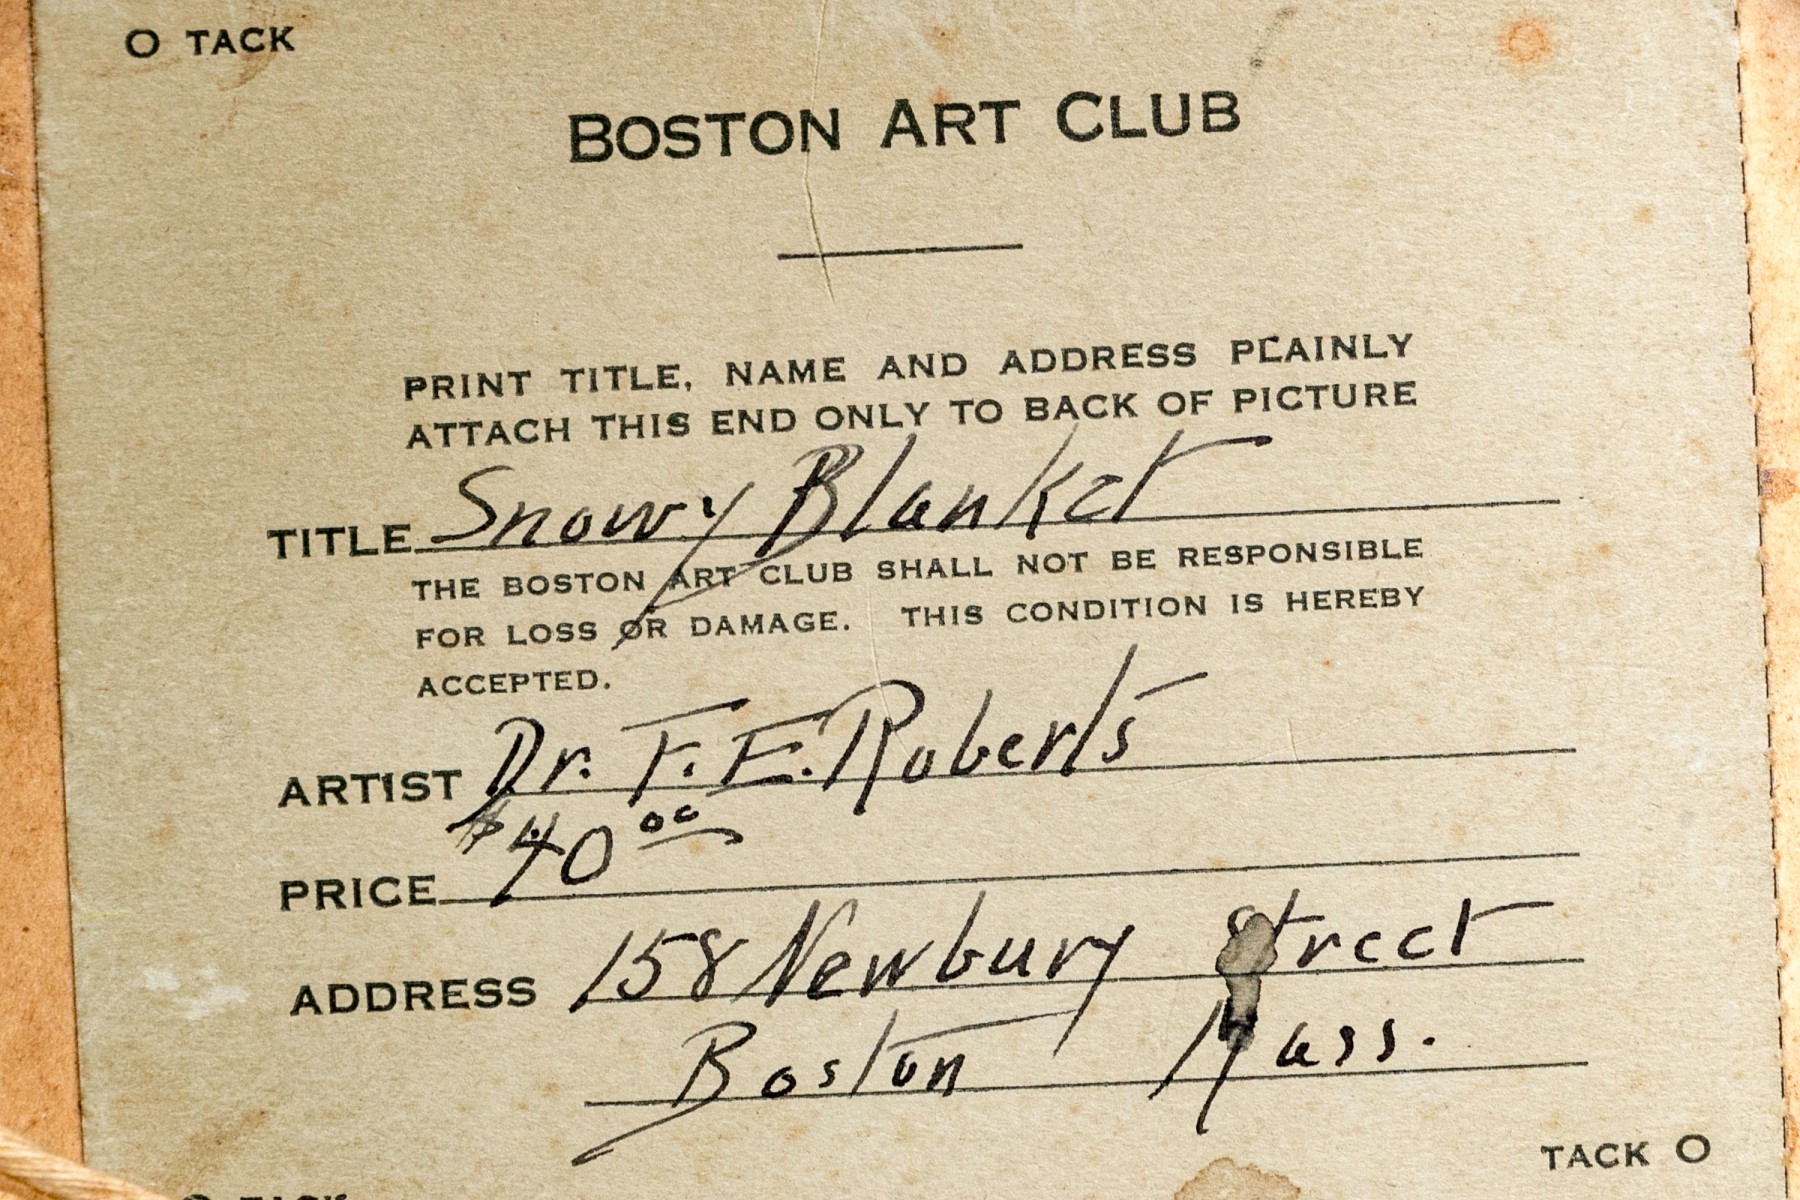 O TACK
BOSTON ART CLUB
PRINT TITLE, NAME AND ADDRESS PLAINLY
ATTACH THIS END ONLY TO BACK OF PICTURE
TITLE Snowy Blanket
THE BOSTON ART CLUB SHALL NOT BE RESPONSIBLE
FOR LOSS OR DAMAGE. THIS CONDITION IS HEREBY
ACCEPTED.
ARTIST Dr. F. E. Roberts
PRICE $40.00
ADDRESS 158 Newbury Street
Boston Mass.
TACK O
O TACK